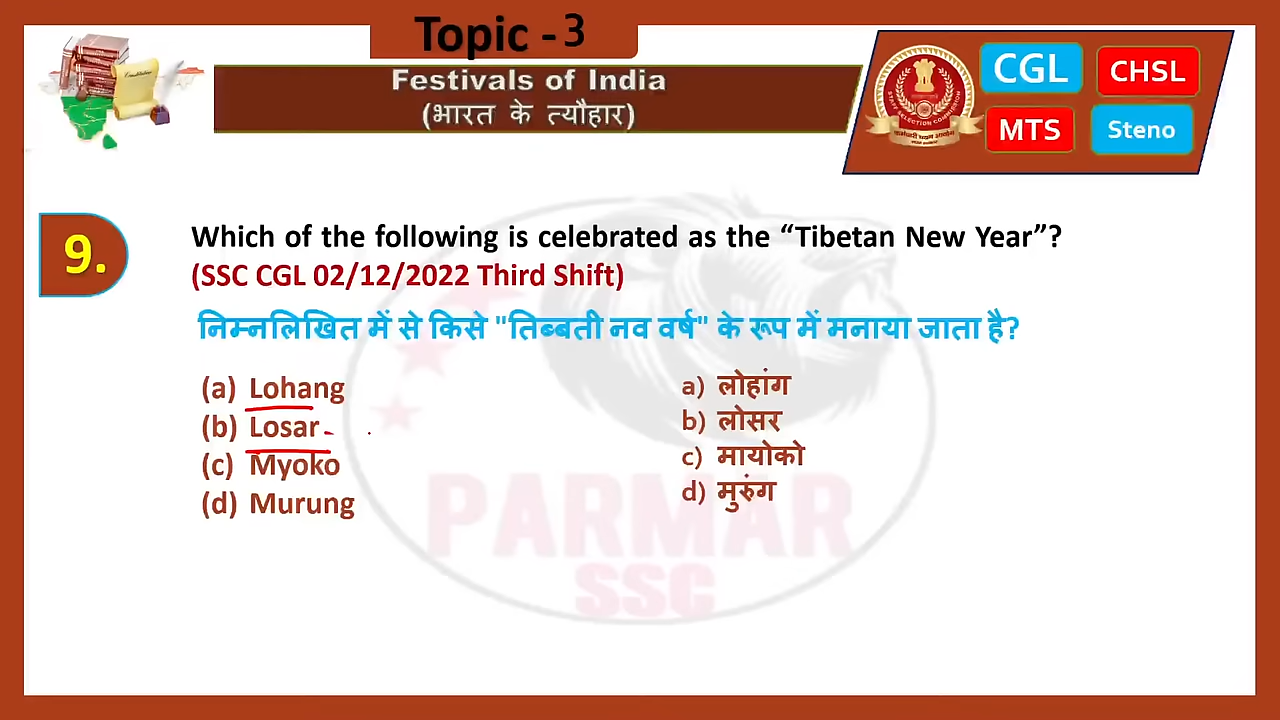 Topic -3
Festivals of India
(भारत के त्यौहार)
CGL
CHSL
MTS
Steno
9.
Which of the following is celebrated as the “Tibetan New Year”?
(SSC CGL 02/12/2022 Third Shift)
निम्नलिखित में से किसे "तिब्बती नव वर्ष" के रूप में मनाया जाता है?
(a) Lohang
(b) Losar
(c) Myoko
(d) Murung
a) लोहांग
b) लोसर
c) मायोको
d) मुरुंग
PARMAR
SSC